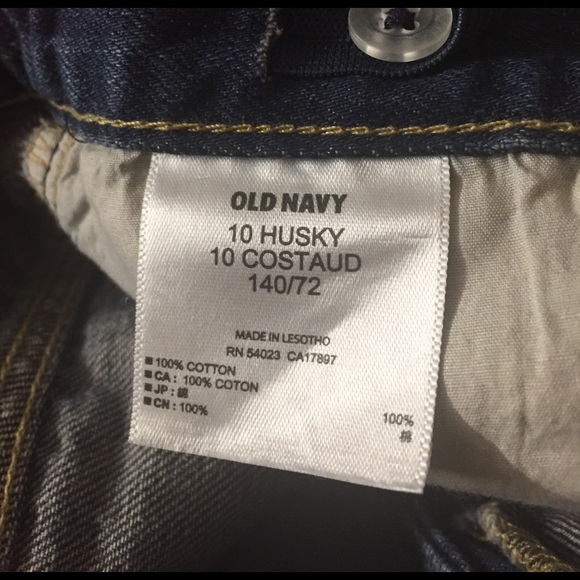 OLD NAVY
10 HUSKY
10 COSTAUD
140/72
MADE IN LESOTHO
RN 54023 CA17897
■ 100% COTTON
■ CA : 100% COTON
■ JP : 綿
■ CN : 100%
100%
棉